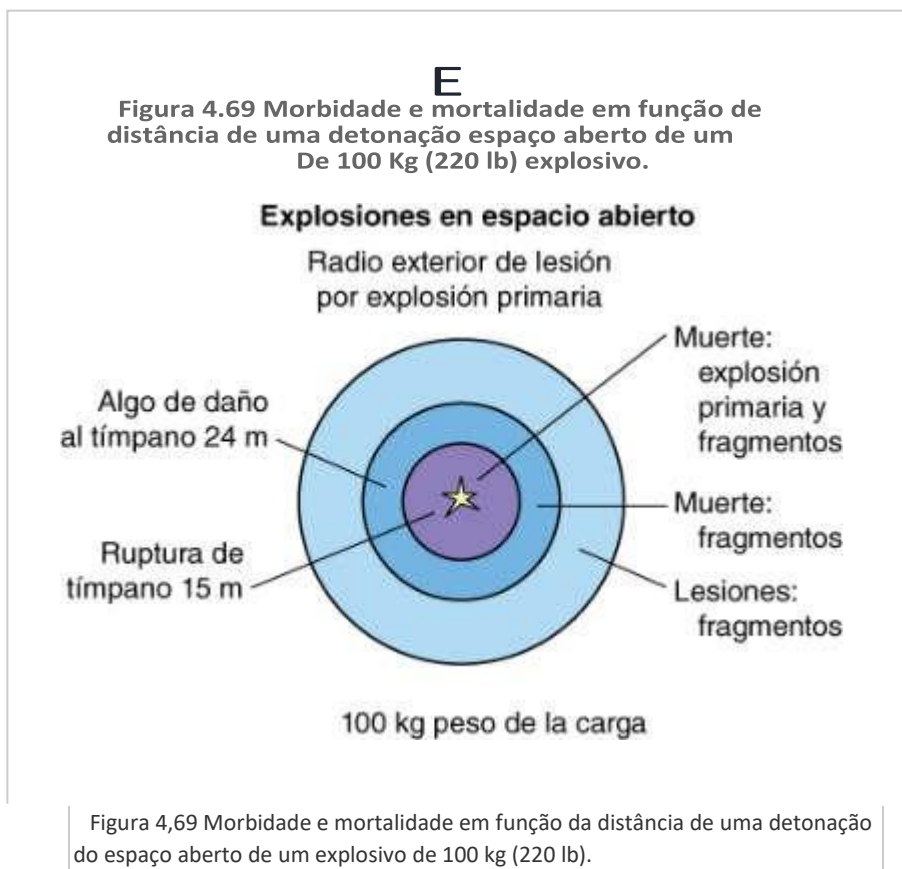 E
Figura 4.69 Morbidade e mortalidade em função de
distância de uma detonação espaço aberto de um
De 100 Kg (220 lb) explosivo.
Explosiones en espacio abierto
Radio exterior de lesión
por explosión primaria
Algo de daño
al tímpano 24 m
Ruptura de
tímpano 15 m
Muerte:
explosión
primaria y
fragmentos
Muerte:
fragmentos
Lesiones:
fragmentos
100 kg peso de la carga
Figura 4,69 Morbidade e mortalidade em função da distância de uma detonação
do espaço aberto de um explosivo de 100 kg (220 lb).